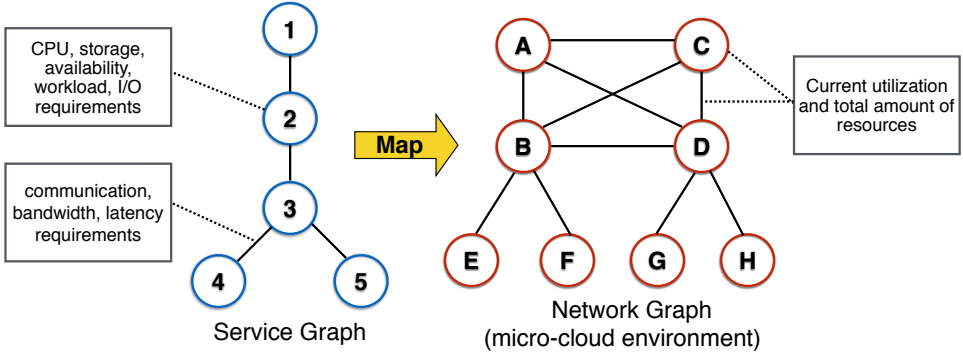 1
CPU, storage,
availability,
workload, I/O
requirements
2
communication,
bandwidth, latency
requirements
3
4
5
Service Graph
Map
A
C
B
D
E
F
G
H
Current utilization
and total amount of
resources
Network Graph
(micro-cloud environment)